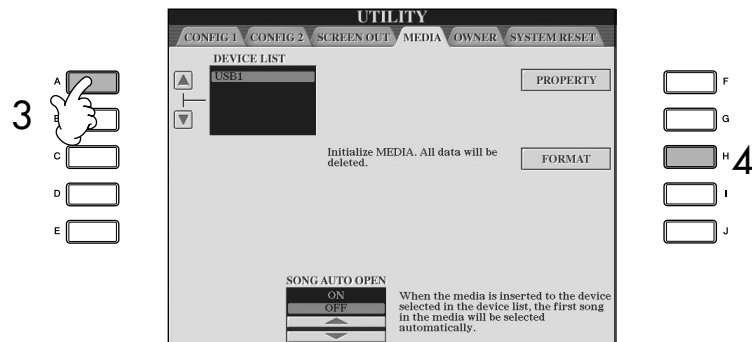 UTILITY
CONFIG 1 CONFIG 2 SCREEN OUT MEDIA OWNER SYSTEM RESET
DEVICE LIST
USB1
PROPERTY
Initialize MEDIA. All data will be
deleted.
FORMAT
SONG AUTO OPEN
ON
OFF
When the media is inserted to the device
selected in the device list, the first song
in the media will be selected
automatically.
3
A
B
C
D
E
F
G
H
4
I
J